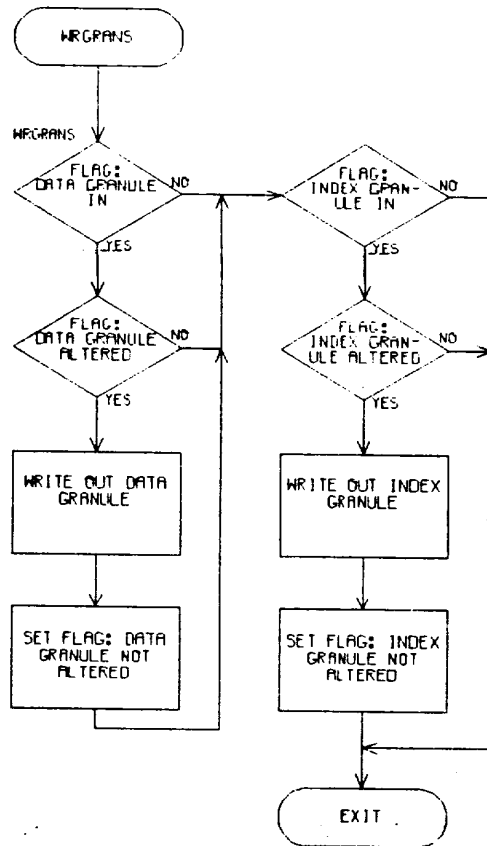 WRGRANS
WRGRANS
FLAG:
DATA GRANULE
IN
NO
YES
FLAG:
DATA GRANULE
ALTERED
NO
YES
WRITE OUT DATA
GRANULE
SET FLAG: DATA
GRANULE NOT
ALTERED
FLAG:
INDEX GRAN-
ULE IN
NO
YES
FLAG:
INDEX GRAN-
ULE ALTERED
NO
YES
WRITE OUT INDEX
GRANULE
SET FLAG: INDEX
GRANULE NOT
ALTERED
EXIT